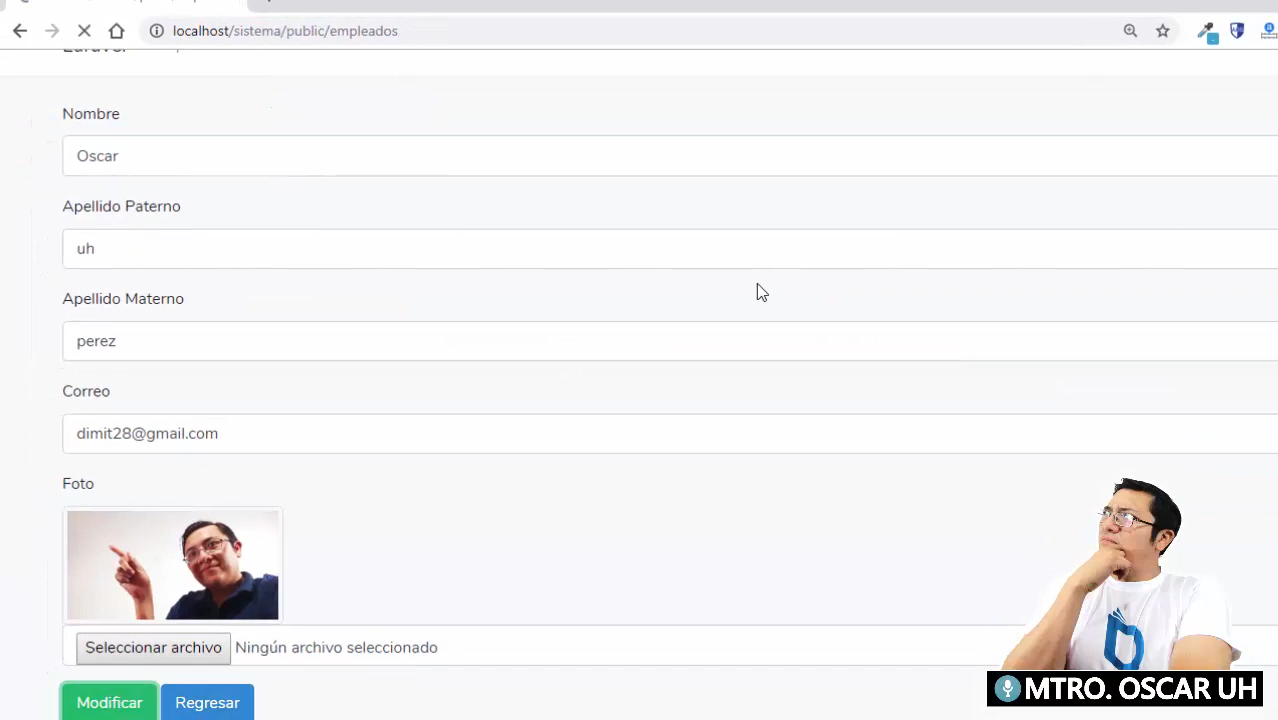 localhost/sistema/public/empleados
Laravel
Nombre
Oscar
Apellido Paterno
uh
Apellido Materno
perez
Correo
dimit28@gmail.com
Foto
Seleccionar archivo Ningún archivo seleccionado
Modificar Regresar
MTRO. OSCAR UH